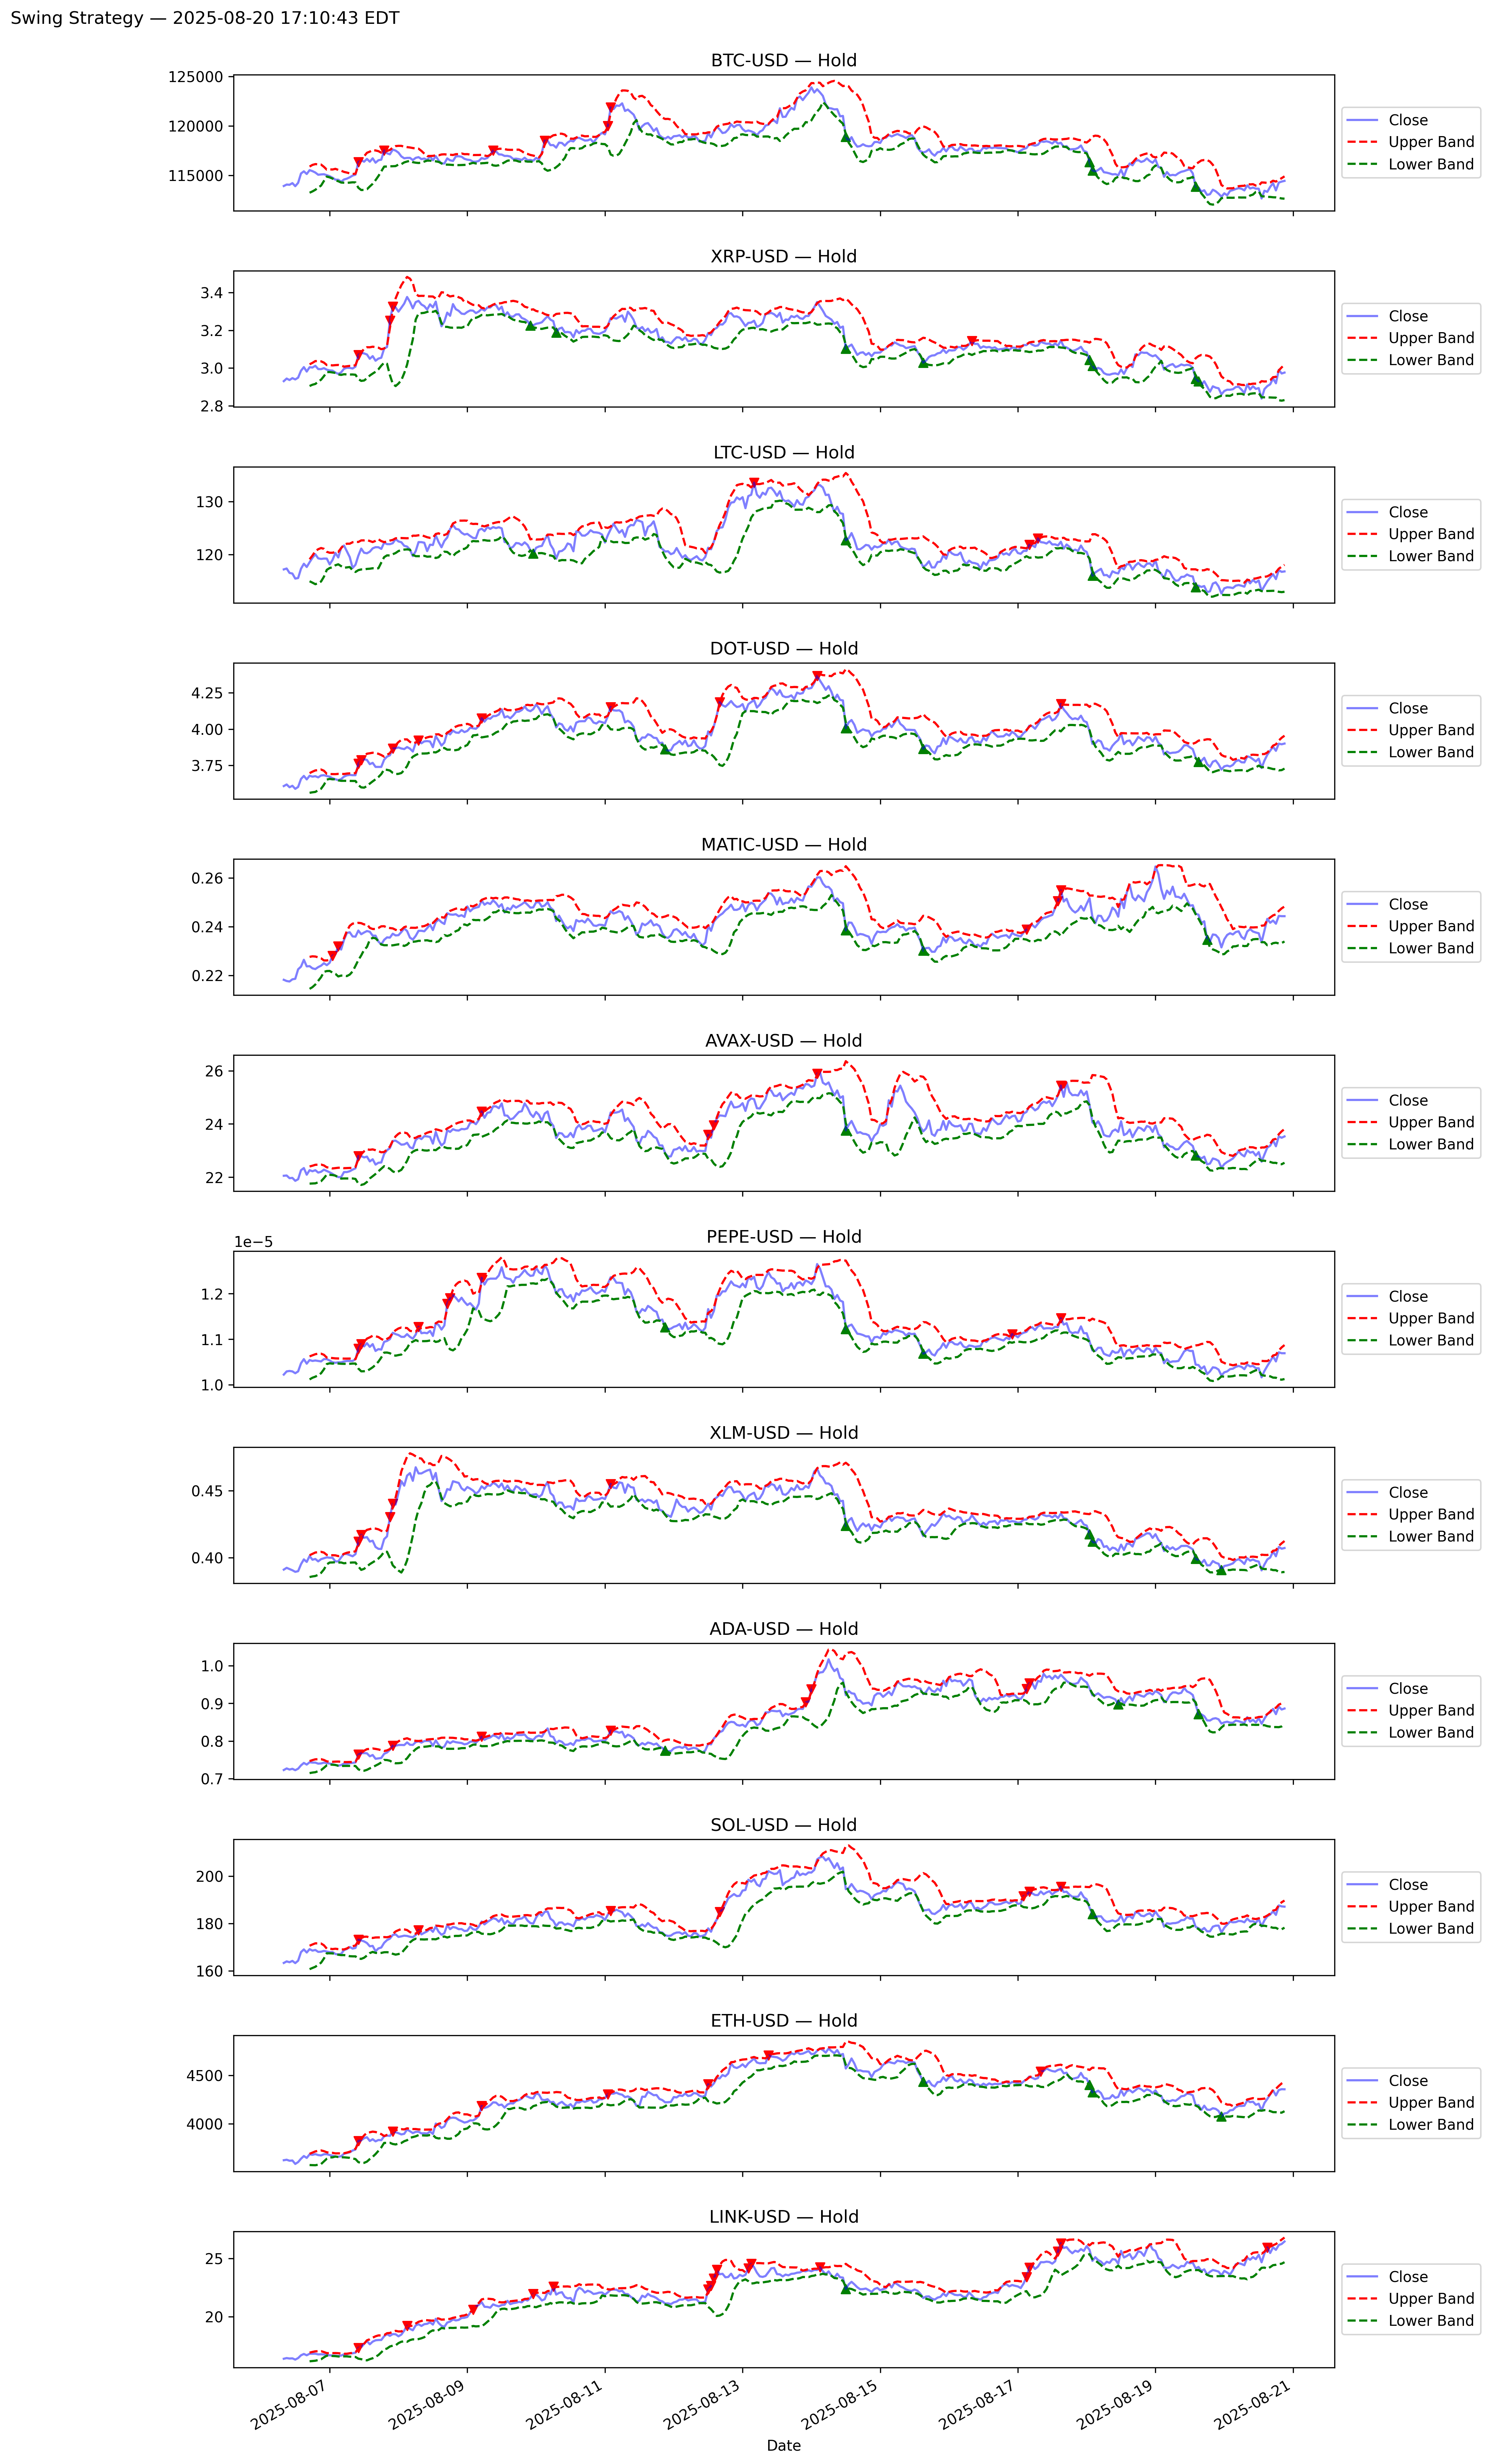 Swing Strategy — 2025-08-20 17:10:43 EDT
BTC-USD — Hold
125000
120000
115000
Close
Upper Band
Lower Band
XRP-USD — Hold
3.4
3.2
3.0
2.8
Close
Upper Band
Lower Band
LTC-USD — Hold
130
120
Close
Upper Band
Lower Band
DOT-USD — Hold
4.25
4.00
3.75
Close
Upper Band
Lower Band
MATIC-USD — Hold
0.26
0.24
0.22
Close
Upper Band
Lower Band
AVAX-USD — Hold
26
24
22
Close
Upper Band
Lower Band
PEPE-USD — Hold
1e−5
1.2
1.1
1.0
Close
Upper Band
Lower Band
XLM-USD — Hold
0.45
0.40
Close
Upper Band
Lower Band
ADA-USD — Hold
1.0
0.9
0.8
0.7
Close
Upper Band
Lower Band
SOL-USD — Hold
200
180
160
Close
Upper Band
Lower Band
ETH-USD — Hold
4500
4000
Close
Upper Band
Lower Band
LINK-USD — Hold
25
20
Close
Upper Band
Lower Band
2025-08-07
2025-08-09
2025-08-11
2025-08-13
2025-08-15
2025-08-17
2025-08-19
2025-08-21
Date